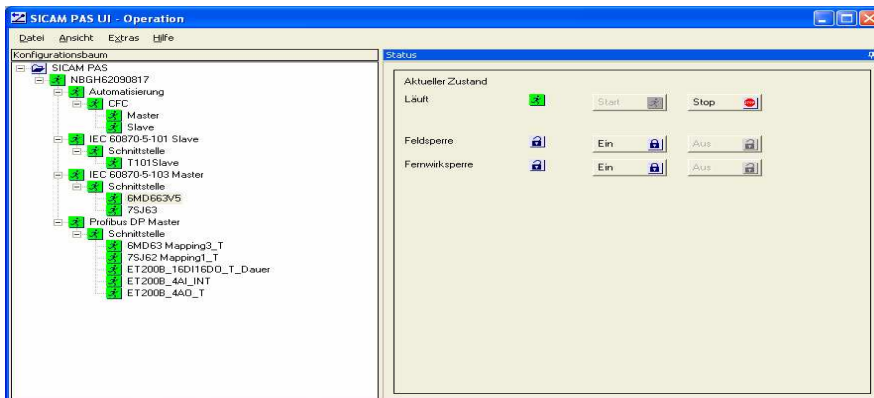 SICAM PAS UI - Operation
Datei Ansicht Extras Hilfe
Konfigurationsbaum
SICAM PAS
NBGH62090817
Automatisierung
CFC
Master
Slave
IEC 60870-5-101 Slave
Schnittstelle
T101Slave
IEC 60870-5-103 Master
Schnittstelle
6MD663V5
7SJ63
Profibus DP Master
Schnittstelle
6MD63 Mapping3_T
7SJ62 Mapping1_T
ET200B_16DI16DO_T_Dauer
ET200B_4AI_INT
ET200B_4AO_T
Status
Aktueller Zustand
Läuft Start Stop
Feldsperre Ein Aus
Fernwirksperre Ein Aus